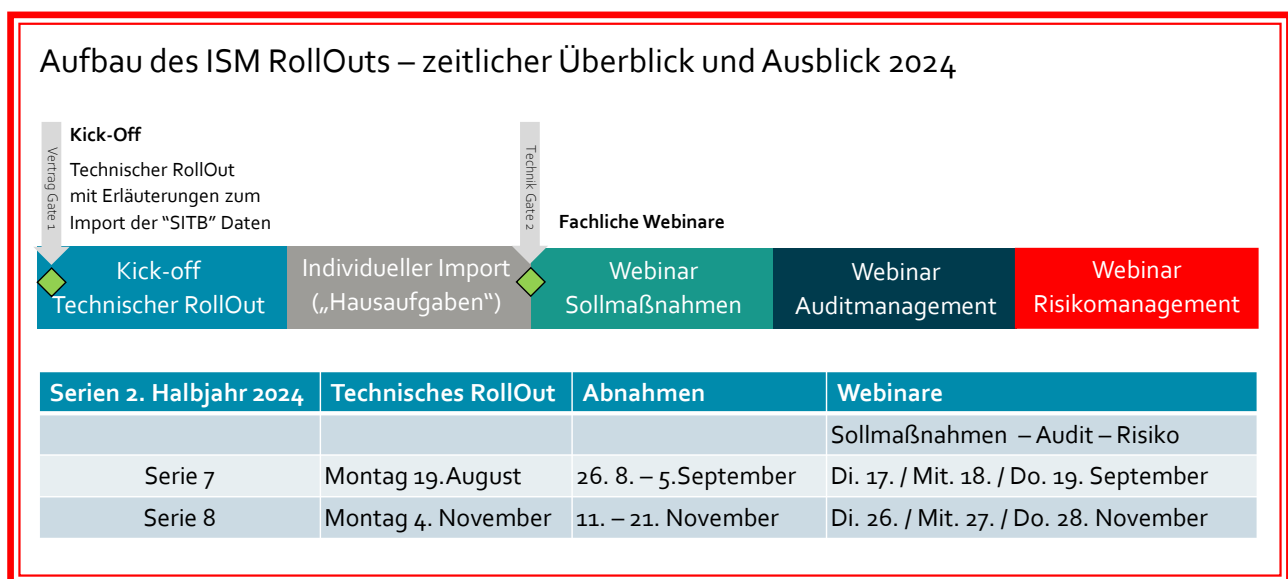 Aufbau des ISM RollOuts – zeitlicher Überblick und Ausblick 2024
Vertrag Gate 1
Kick-Off
Technischer RollOut
mit Erläuterungen zum
Import der “SITB” Daten
Technik Gate 2
Fachliche Webinare
Kick-off
Technischer RollOut
Individueller Import
(„Hausaufgaben“)
Webinar
Sollmaßnahmen
Webinar
Auditmanagement
Webinar
Risikomanagement
Serien 2. Halbjahr 2024 Technisches RollOut Abnahmen Webinare
Sollmaßnahmen – Audit – Risiko
Serie 7 Montag 19.August 26. 8. – 5.September Di. 17. / Mit. 18. / Do. 19. September
Serie 8 Montag 4. November 11. – 21. November Di. 26. / Mit. 27. / Do. 28. November